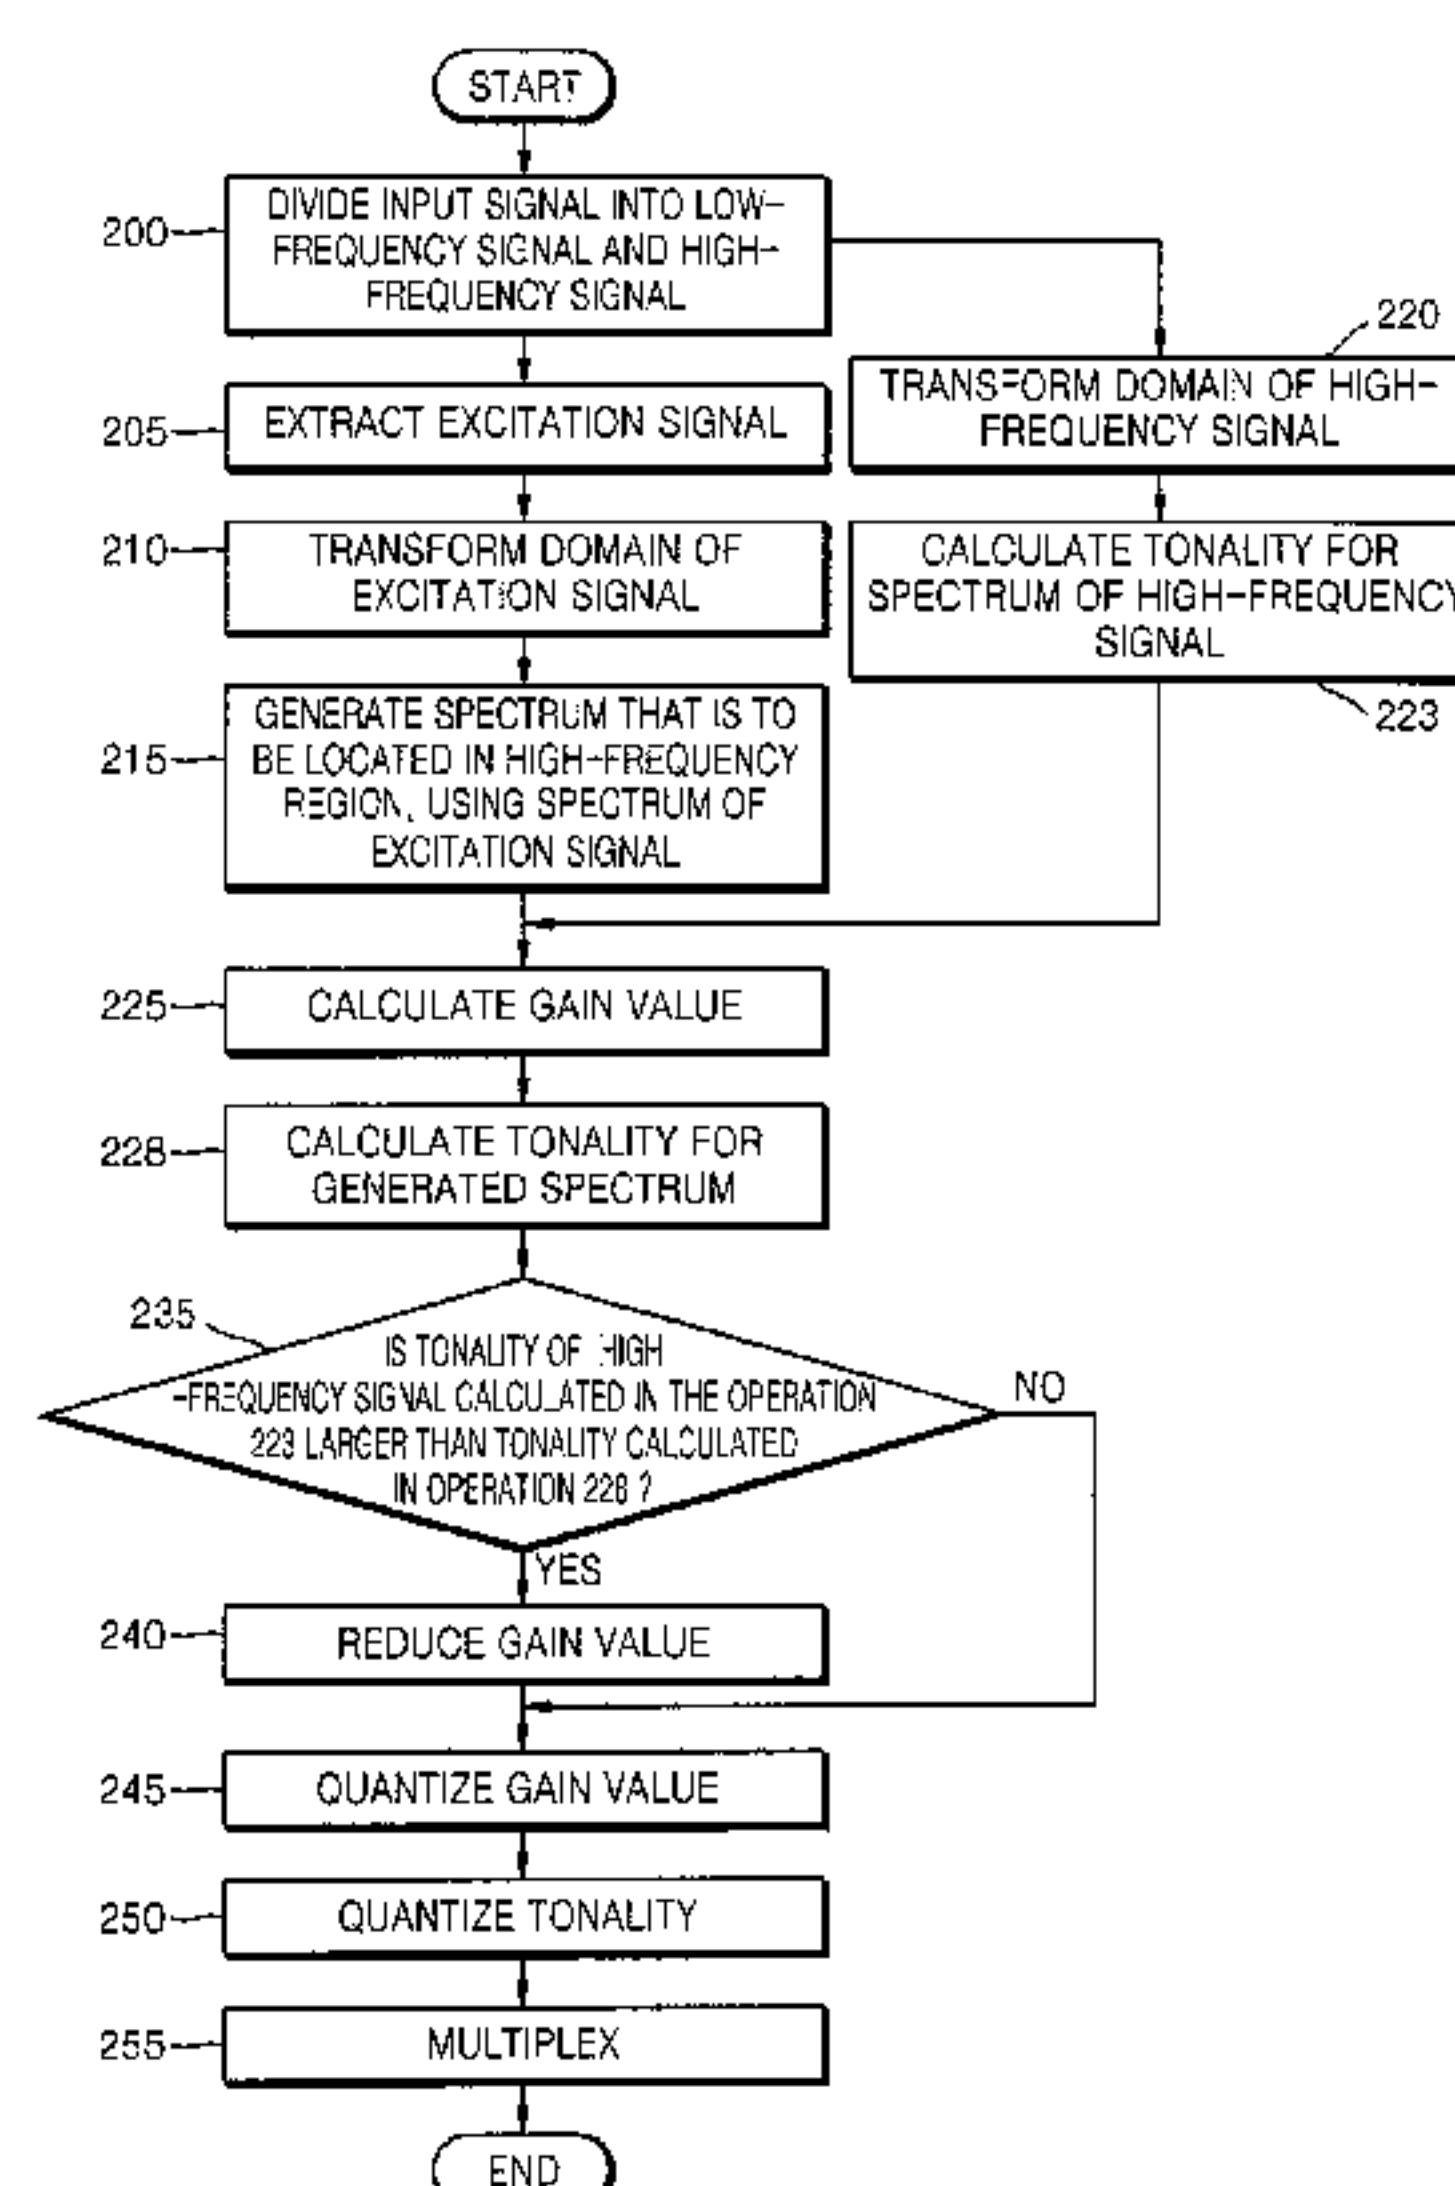 START
200
DIVIDE INPUT SIGNAL INTO LOW-
FREQUENCY SIGNAL AND HIGH-
FREQUENCY SIGNAL
205
EXTRACT EXCITATION SIGNAL
220
TRANSFORM DOMAIN OF HIGH-
FREQUENCY SIGNAL
210
TRANSFORM DOMAIN OF
EXCITATION SIGNAL
CALCULATE TONALITY FOR
SPECTRUM OF HIGH-FREQUENCY
SIGNAL
223
215
GENERATE SPECTRUM THAT IS TO
BE LOCATED IN HIGH-FREQUENCY
REGION, USING SPECTRUM OF
EXCITATION SIGNAL
225
CALCULATE GAIN VALUE
228
CALCULATE TONALITY FOR
GENERATED SPECTRUM
235
IS TONALITY OF HIGH
-FREQUENCY SIGNAL CALCULATED IN THE OPERATION
223 LARGER THAN TONALITY CALCULATED
IN OPERATION 228 ?
NO
YES
240
REDUCE GAIN VALUE
245
QUANTIZE GAIN VALUE
250
QUANTIZE TONALITY
255
MULTIPLEX
END